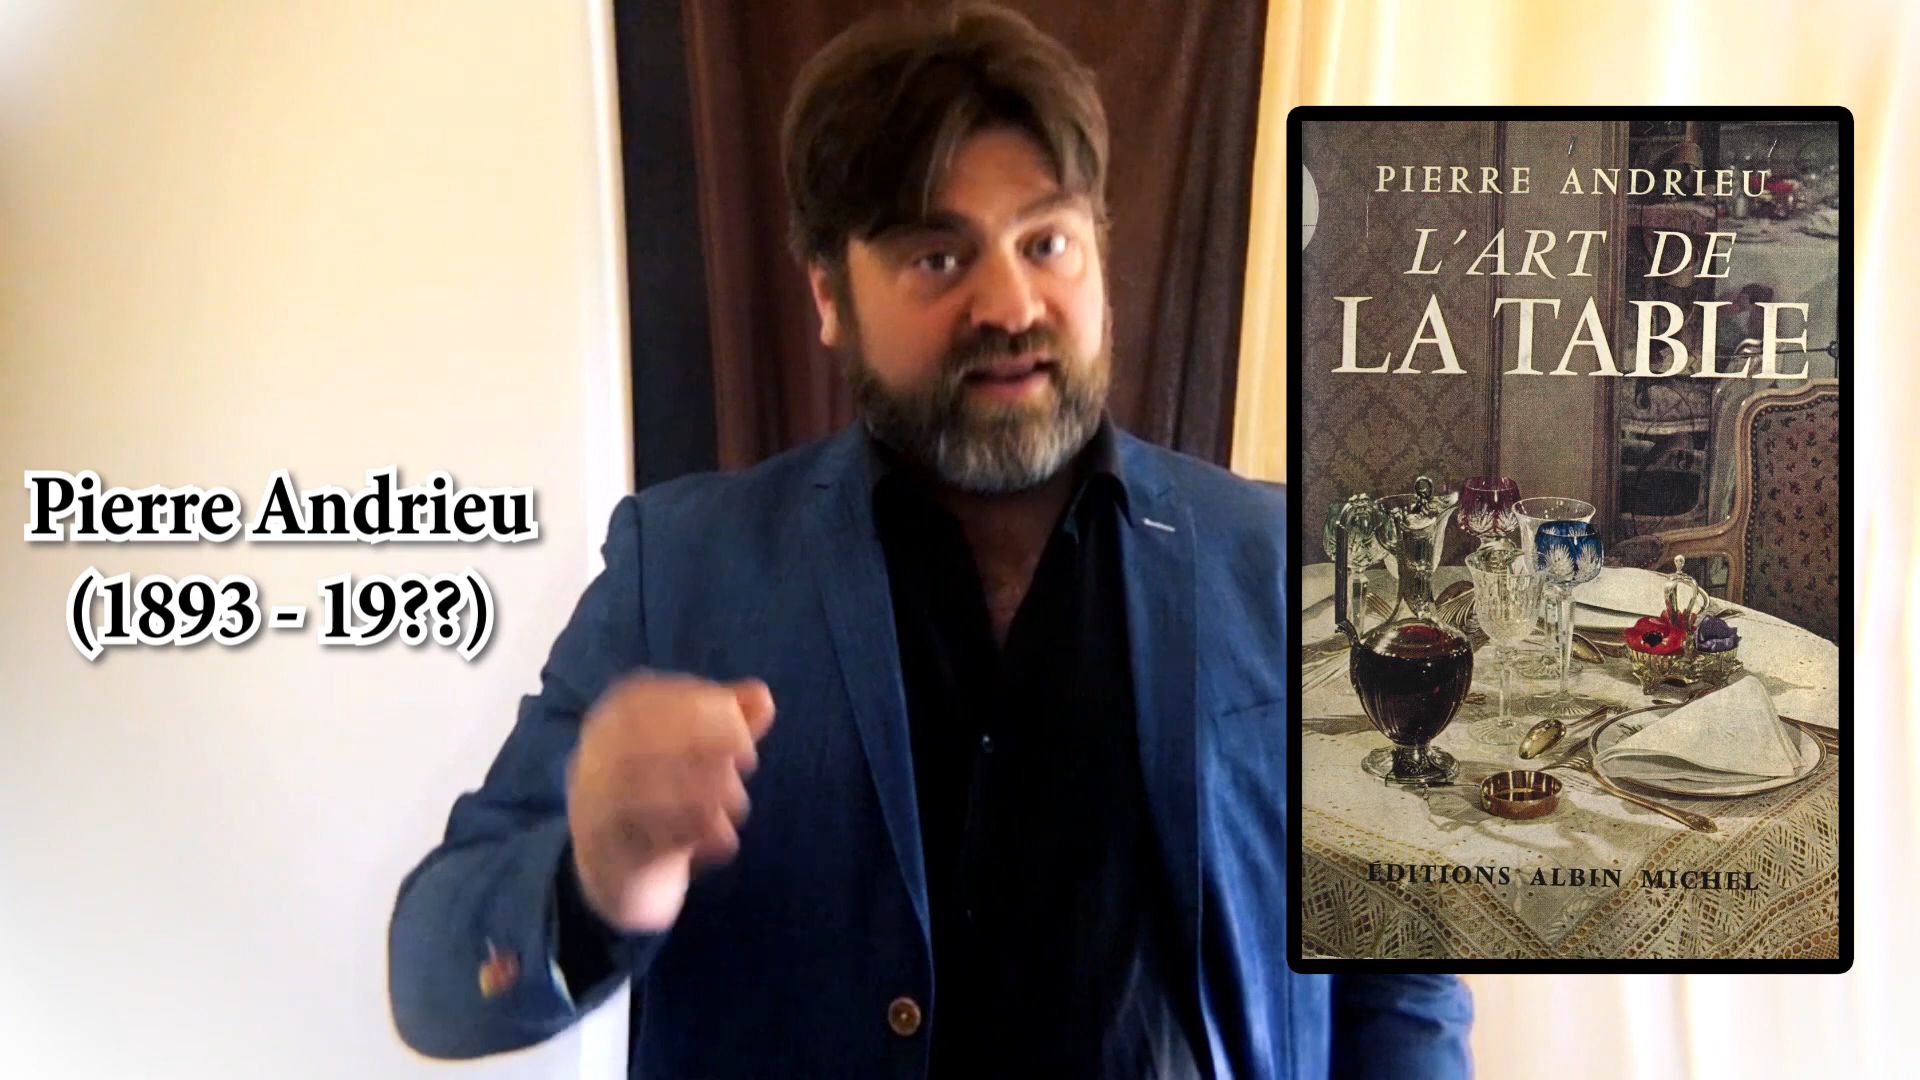 Pierre Andrieu
(1893 - 19??)
PIERRE ANDRIEU
L'ART DE
LA TABLE
ÉDITIONS ALBIN MICHEL